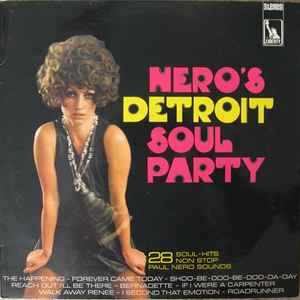 STEREO
LIBERTY
NERO'S
DETROIT
SOUL
PARTY
28 SOUL-HITS
NON STOP
PAUL NERO SOUNDS
THE HAPPENING - FOREVER CAME TODAY - SHOO-BE-DOO-BE-DOO-DA-DAY
REACH OUT I'LL BE THERE - BERNADETTE - IF I WERE A CARPENTER
WALK AWAY RENEE - I SECOND THAT EMOTION - ROADRUNNER